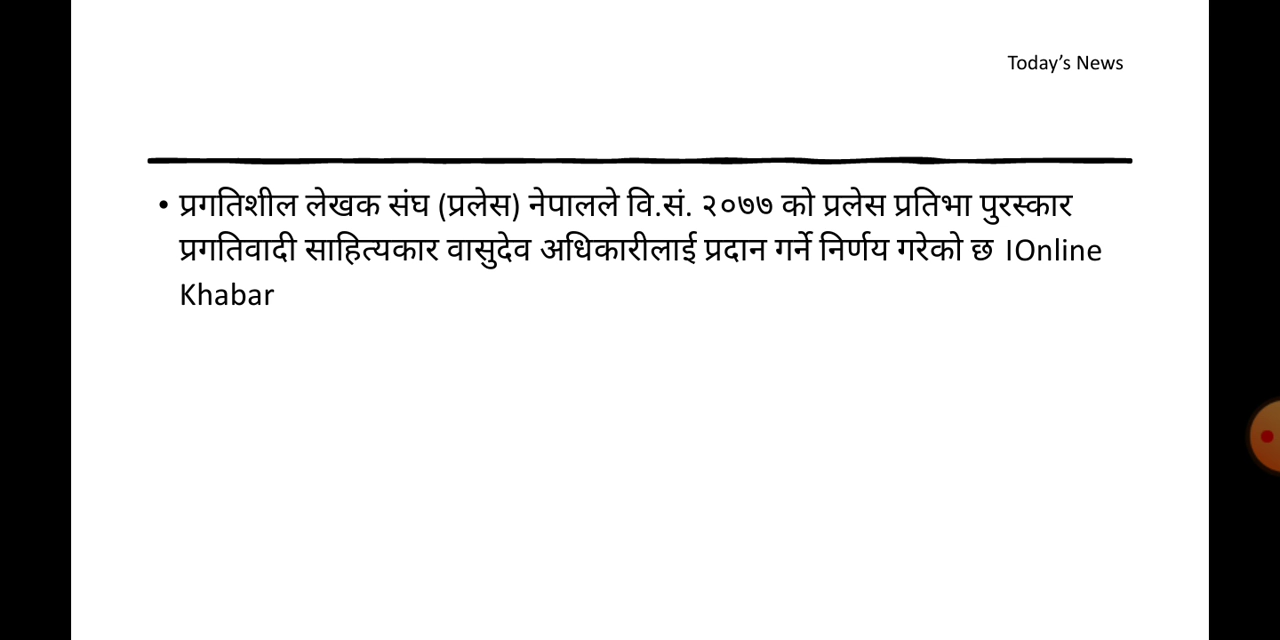 Today’s News
• प्रगतिशील लेखक संघ (प्रलेस) नेपालले वि.सं. २०७७ को प्रलेस प्रतिभा पुरस्कार
प्रगतिवादी साहित्यकार वासुदेव अधिकारीलाई प्रदान गर्ने निर्णय गरेको छ ।Online
Khabar